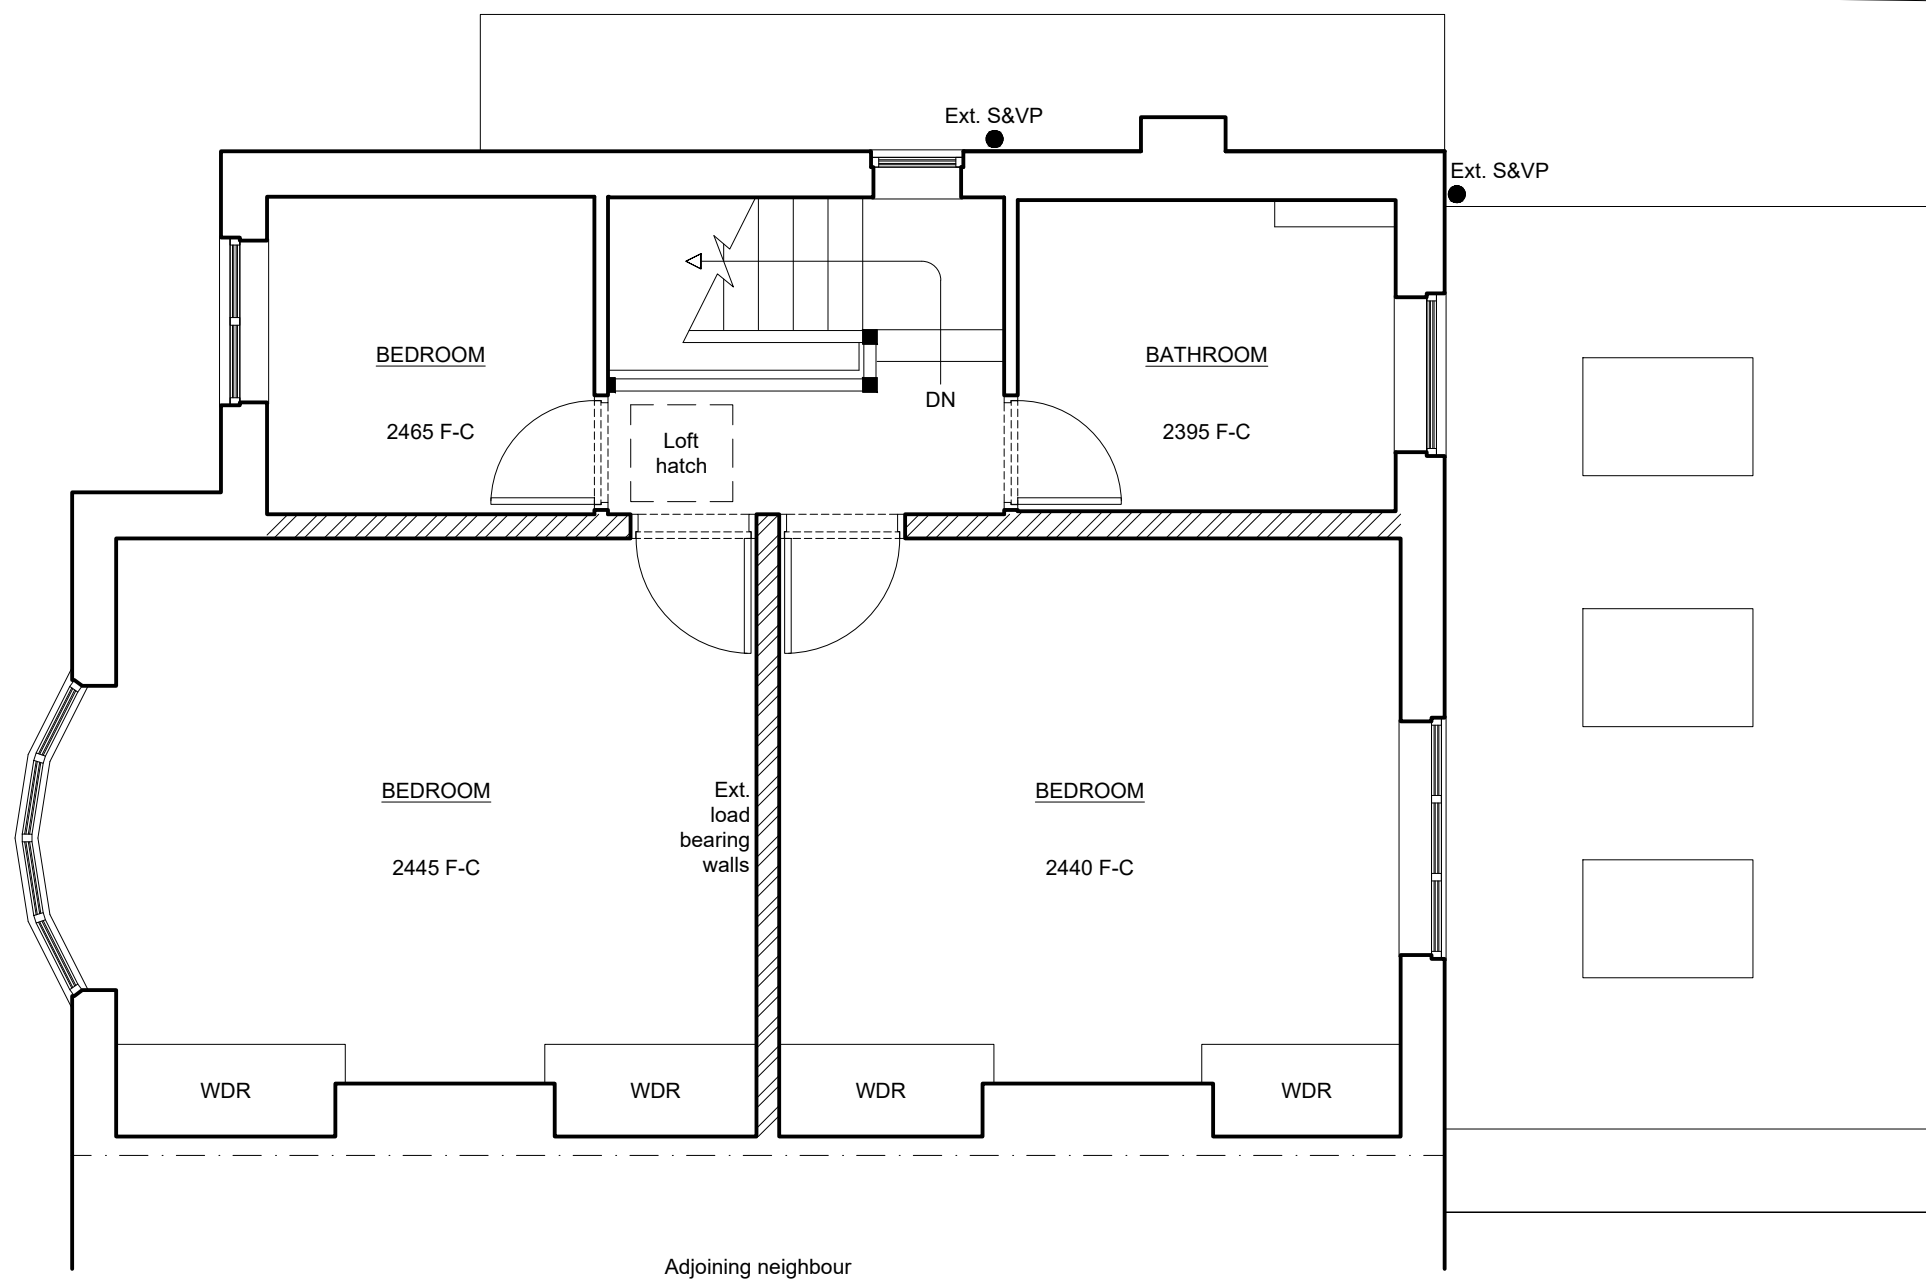 Ext. S&VP
Ext. S&VP
BEDROOM
2465 F-C
Loft
hatch
DN
BATHROOM
2395 F-C
BEDROOM
2445 F-C
Ext.
load
bearing
walls
BEDROOM
2440 F-C
WDR
WDR
WDR
WDR
Adjoining neighbour